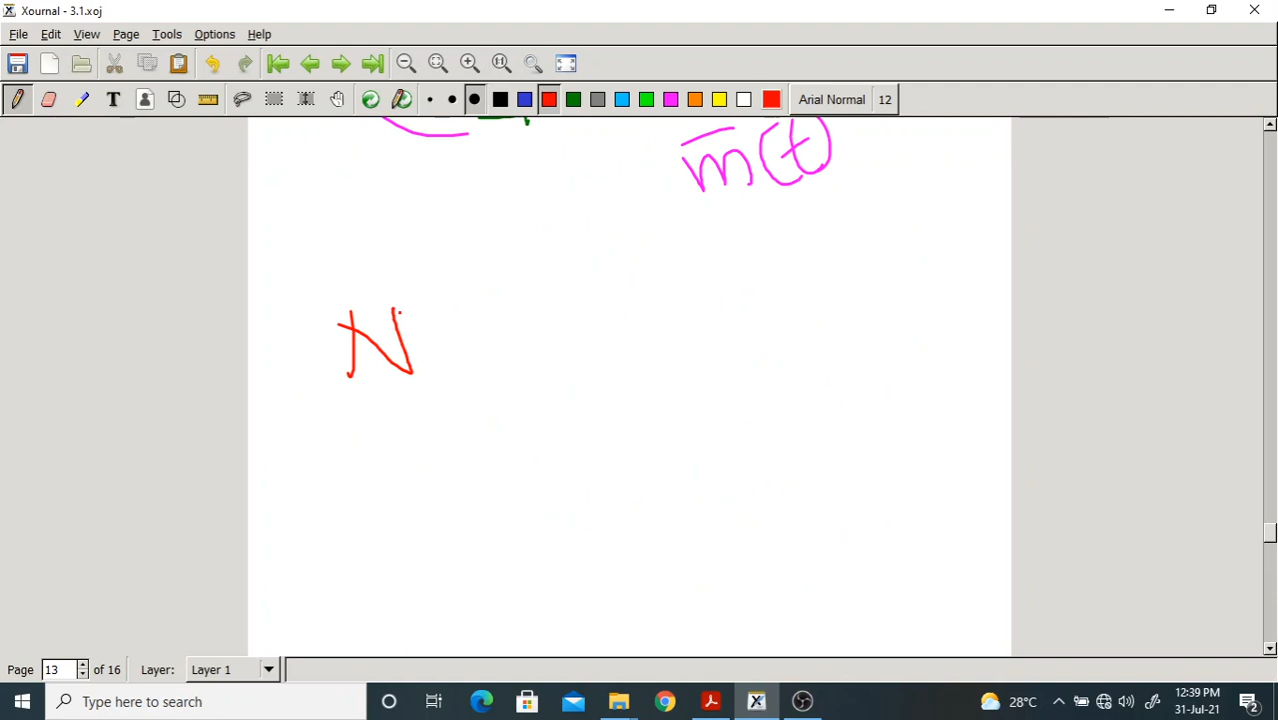 Xournal - 3.1.xoj
File Edit View Page Tools Options Help
Arial Normal 12
m̅(t)
N
Page 13 of 16 Layer: Layer 1
Type here to search
28°C
12:39 PM
31-Jul-21
2